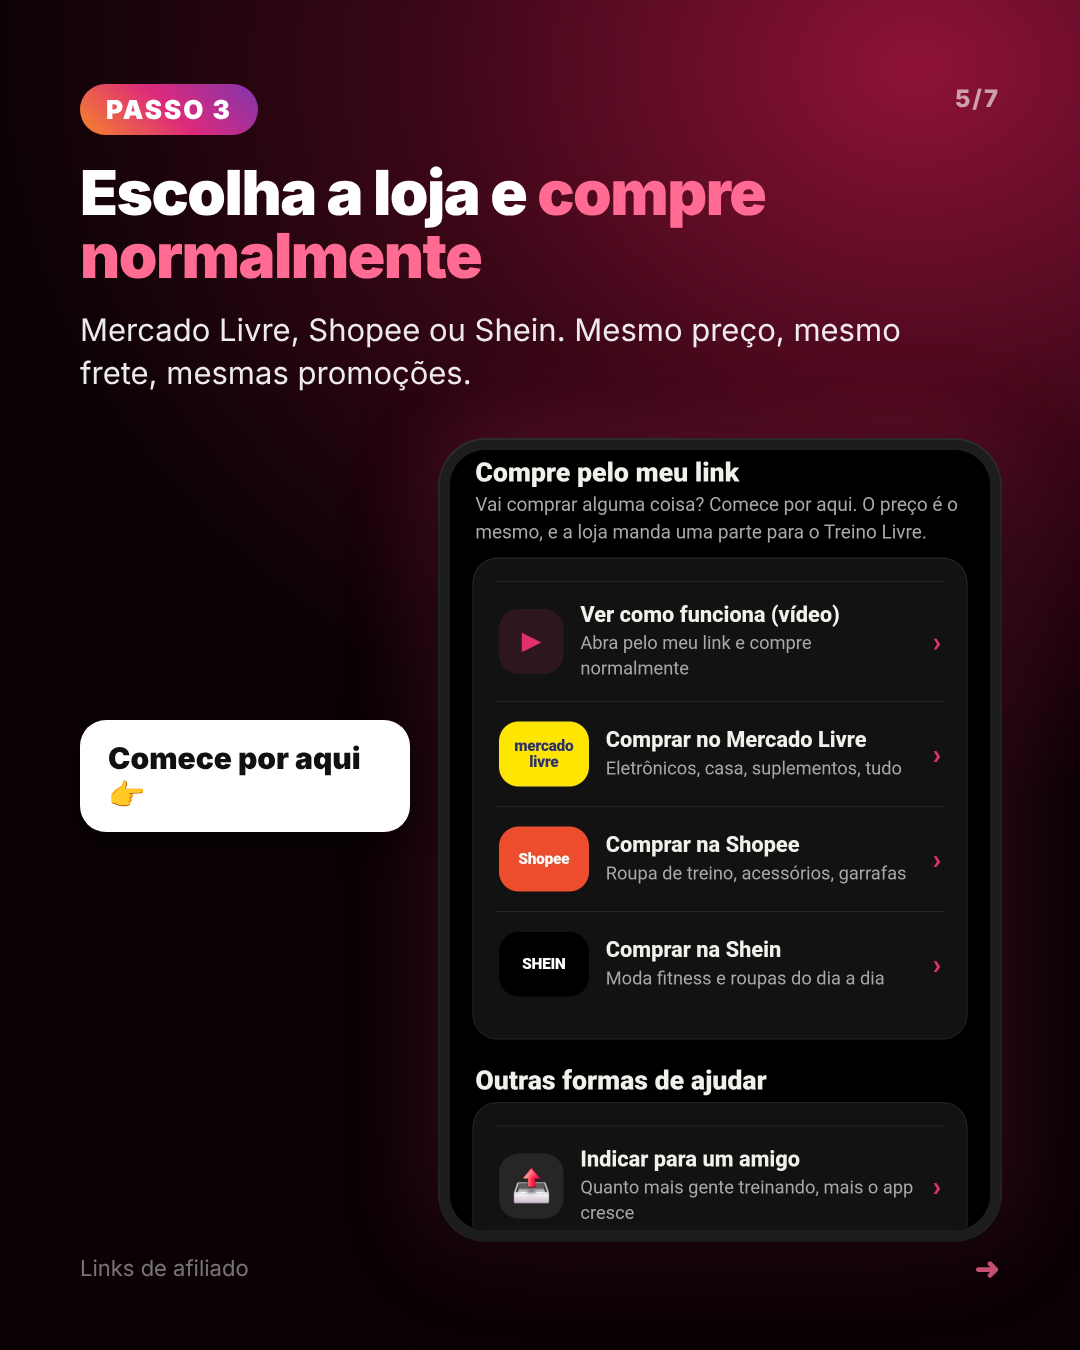 PASSO 3
5/7
Escolha a loja e compre
normalmente
Mercado Livre, Shopee ou Shein. Mesmo preço, mesmo
frete, mesmas promoções.
Compre pelo meu link
Vai comprar alguma coisa? Comece por aqui. O preço é o
mesmo, e a loja manda uma parte para o Treino Livre.
Ver como funciona (vídeo)
Abra pelo meu link e compre
normalmente
Comece por aqui
👉
mercado
livre
Comprar no Mercado Livre
Eletrônicos, casa, suplementos, tudo
Shopee
Comprar na Shopee
Roupa de treino, acessórios, garrafas
SHEIN
Comprar na Shein
Moda fitness e roupas do dia a dia
Outras formas de ajudar
Indicar para um amigo
Quanto mais gente treinando, mais o app
cresce
Links de afiliado